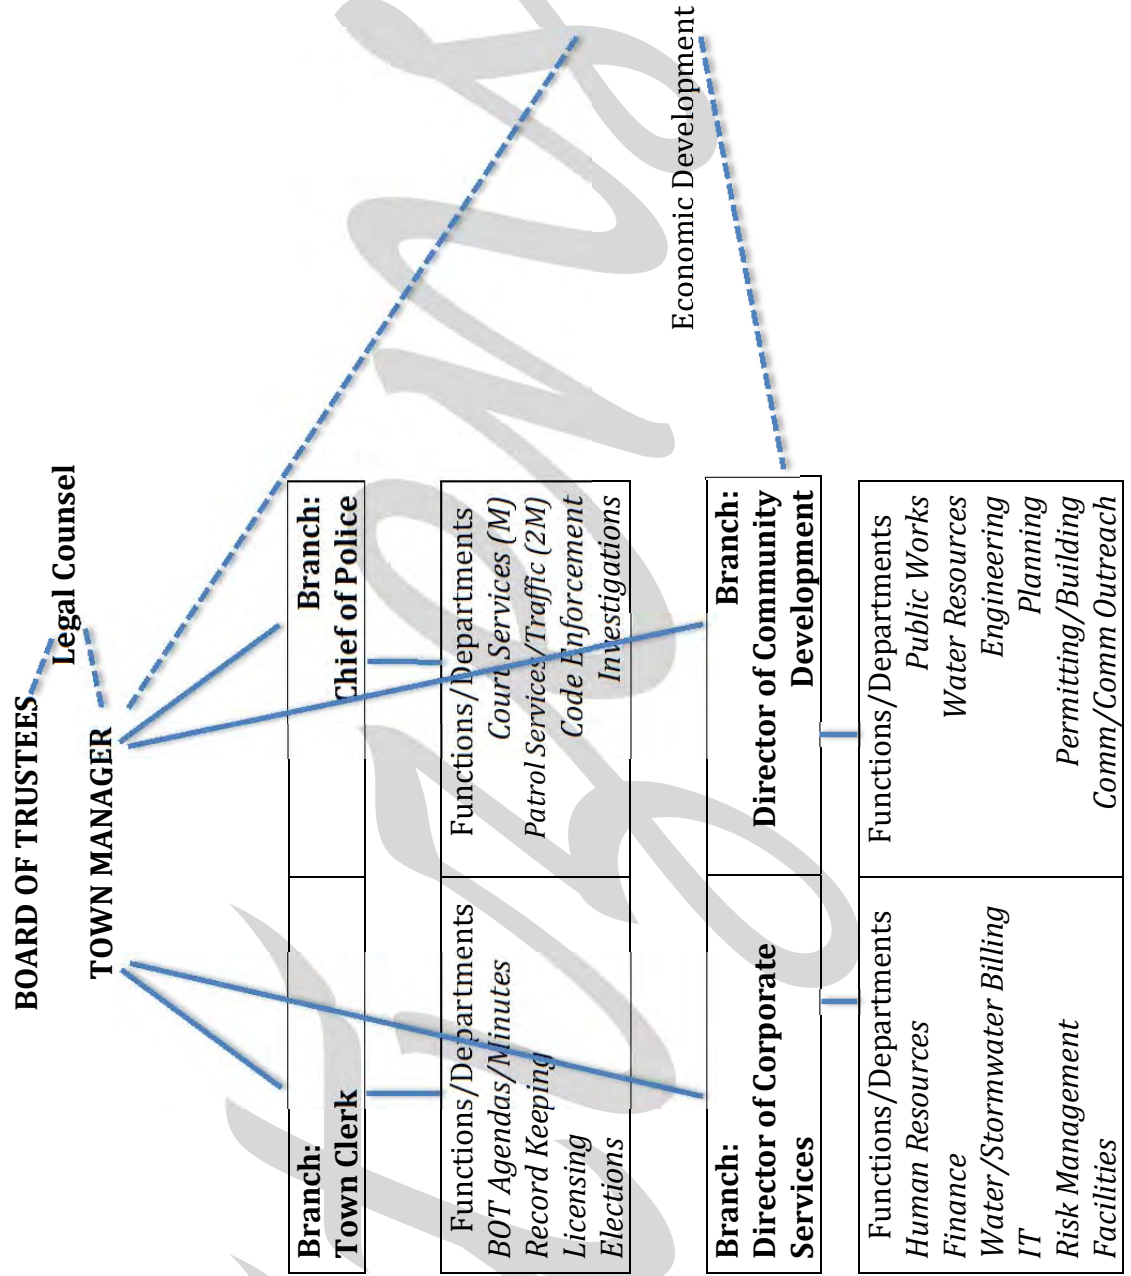 BOARD OF TRUSTEES
Legal Counsel
TOWN MANAGER
Branch:
Town Clerk
Branch:
Chief of Police
Functions/Departments
BOT Agendas/Minutes
Record Keeping
Licensing
Elections
Functions/Departments
Court Services (M)
Patrol Services/Traffic (2M)
Code Enforcement
Investigations
Economic Development
Branch:
Director of Corporate
Services
Branch:
Director of Community
Development
Functions/Departments
Human Resources
Finance
Water/Stormwater Billing
IT
Risk Management
Facilities
Functions/Departments
Public Works
Water Resources
Engineering
Planning
Permitting/Building
Comm/Comm Outreach